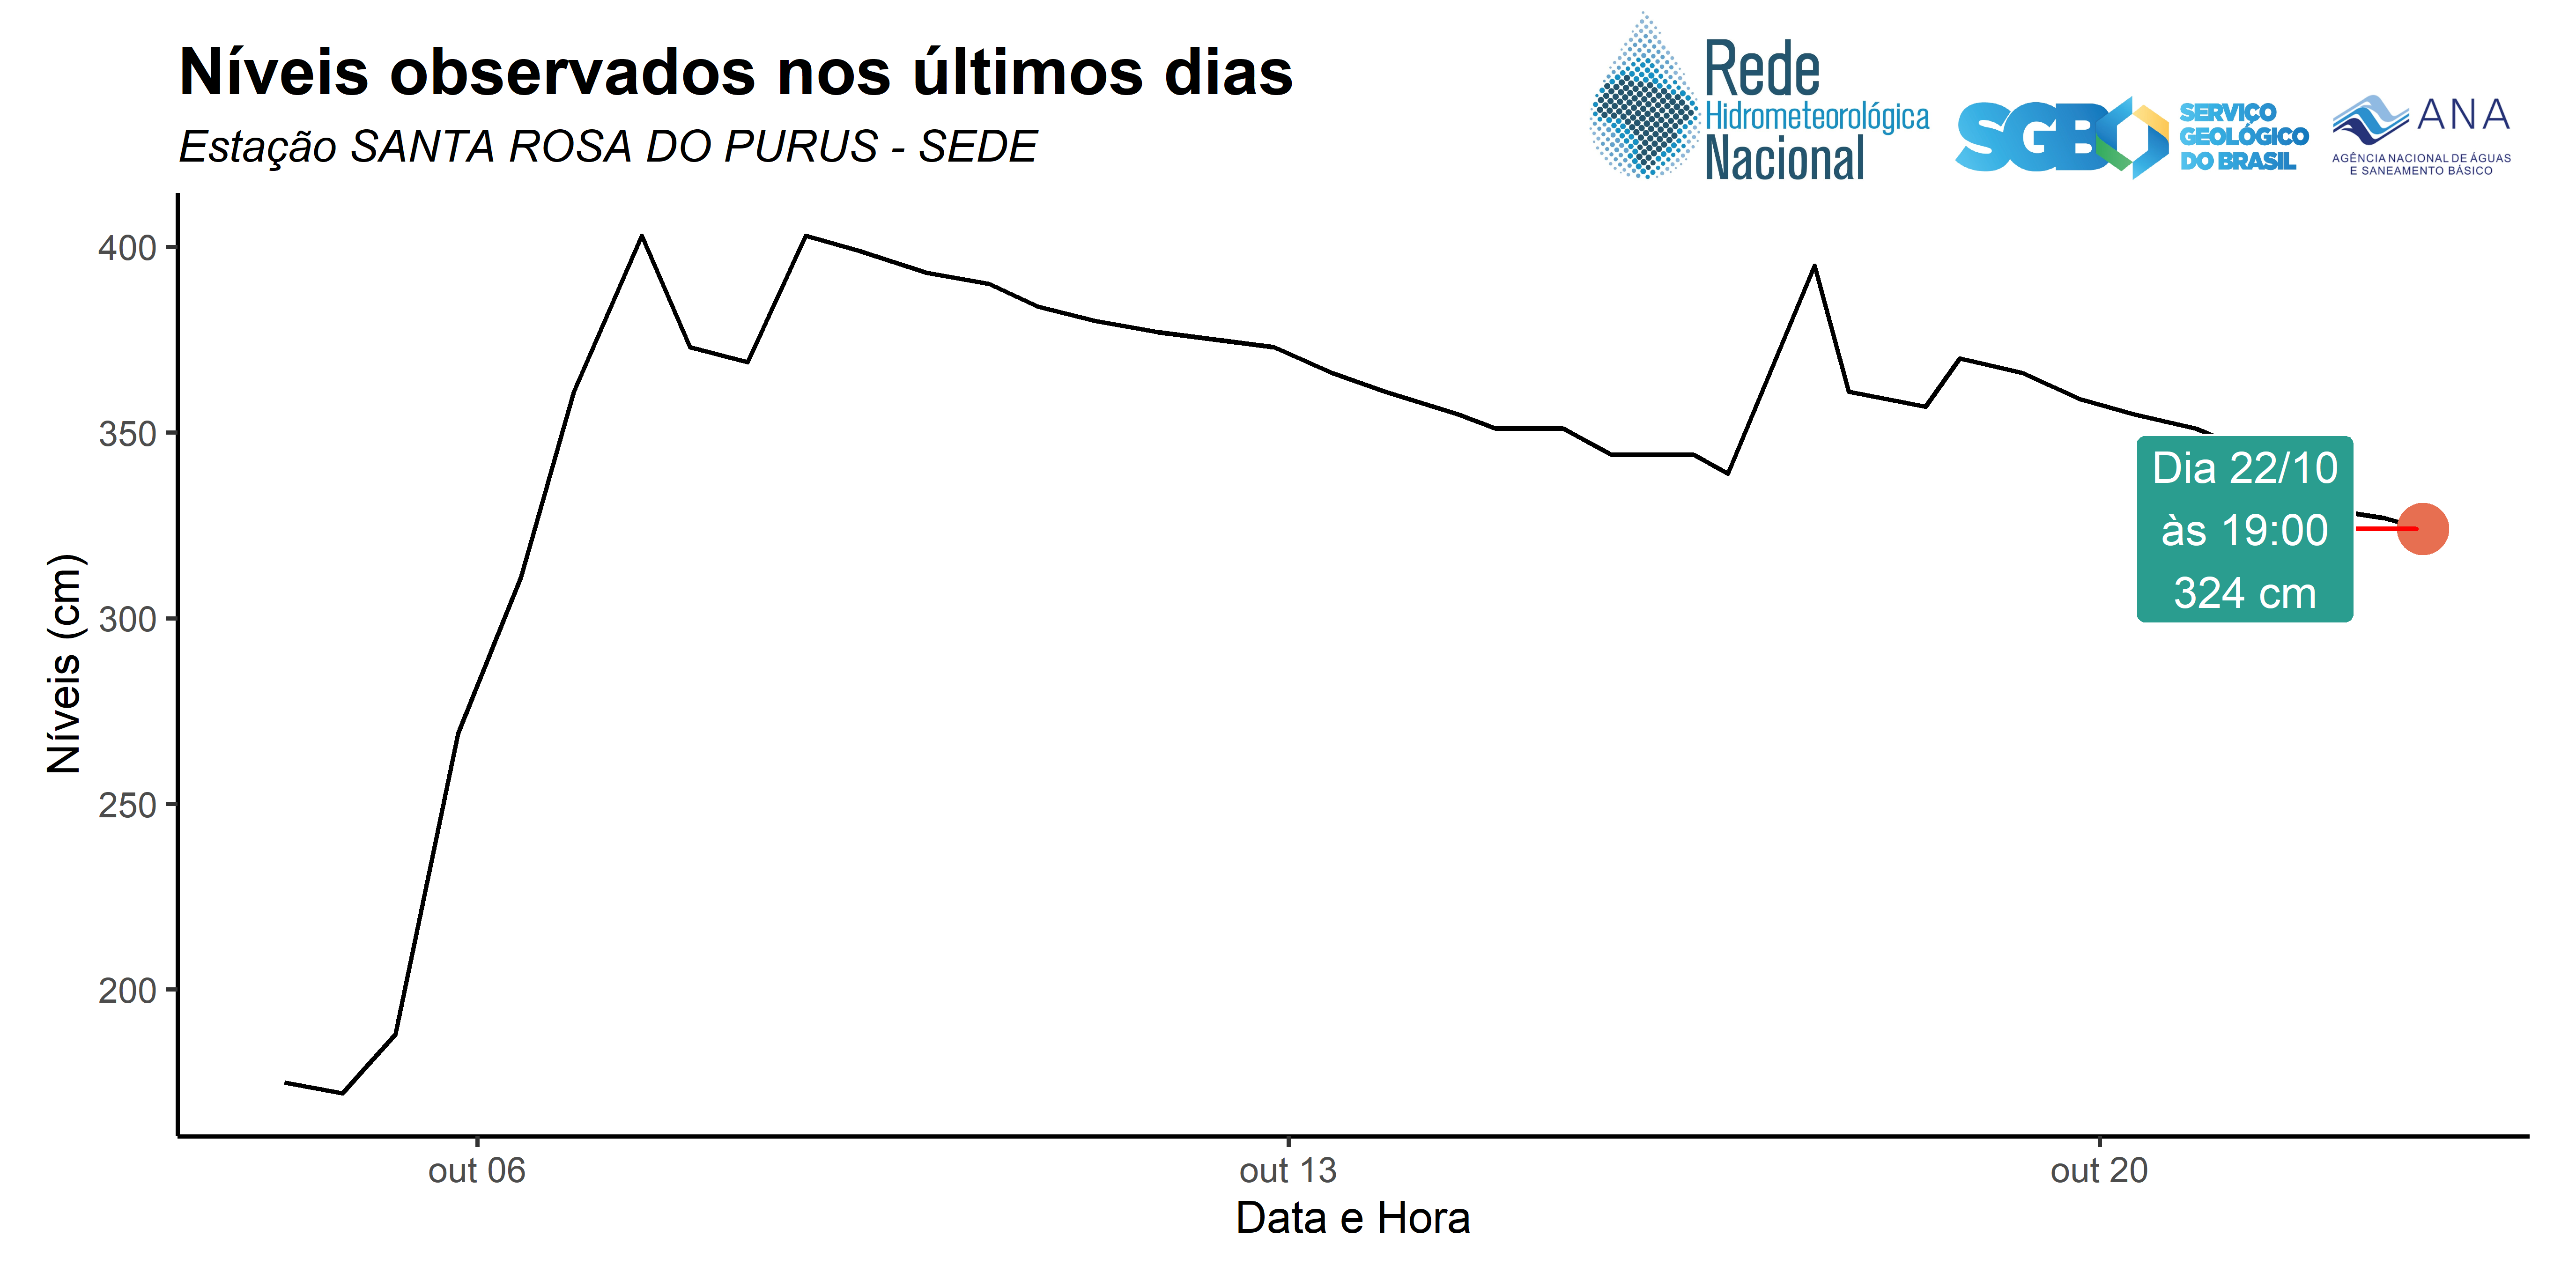 Níveis observados nos últimos dias
Estação SANTA ROSA DO PURUS - SEDE
Rede
Hidrometeorológica
Nacional
SGB
SERVIÇO
GEOLÓGICO
DO BRASIL
ANA
AGÊNCIA NACIONAL DE ÁGUAS
E SANEAMENTO BÁSICO
Níveis (cm)
400
350
300
250
200
Dia 22/10
às 19:00
324 cm
out 06
out 13
out 20
Data e Hora